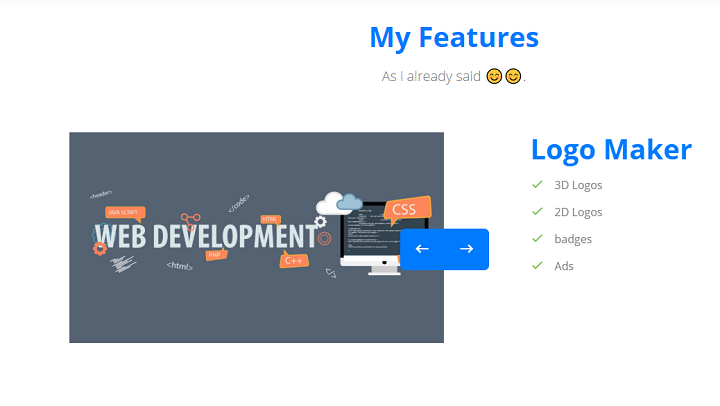 My Features
As i already said 😊😊.
<header>
</code>
JAVA SCRIPT
HTML
CSS
WEB DEVELOPMENT
PHP
C++
<html>
Logo Maker
3D Logos
2D Logos
badges
Ads